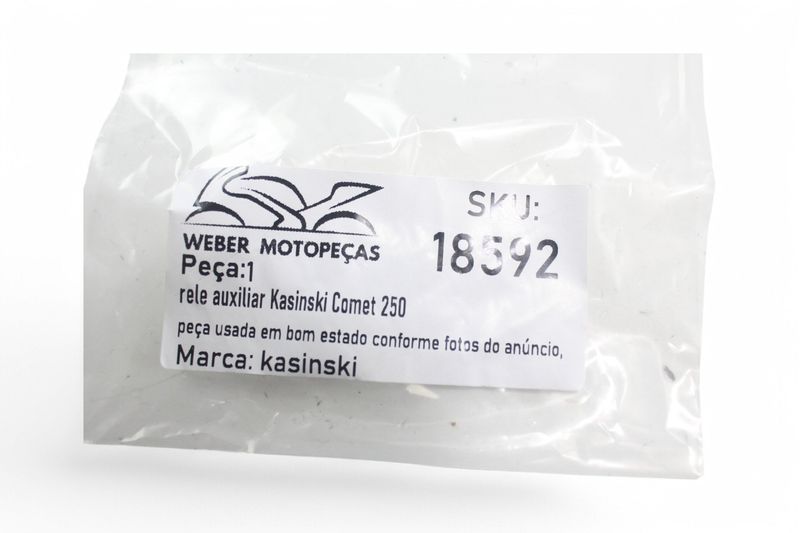 WEBER MOTOPEÇAS
SKU:
18592
Peça:1
rele auxiliar Kasinski Comet 250
peça usada em bom estado conforme fotos do anúncio,
Marca: kasinski